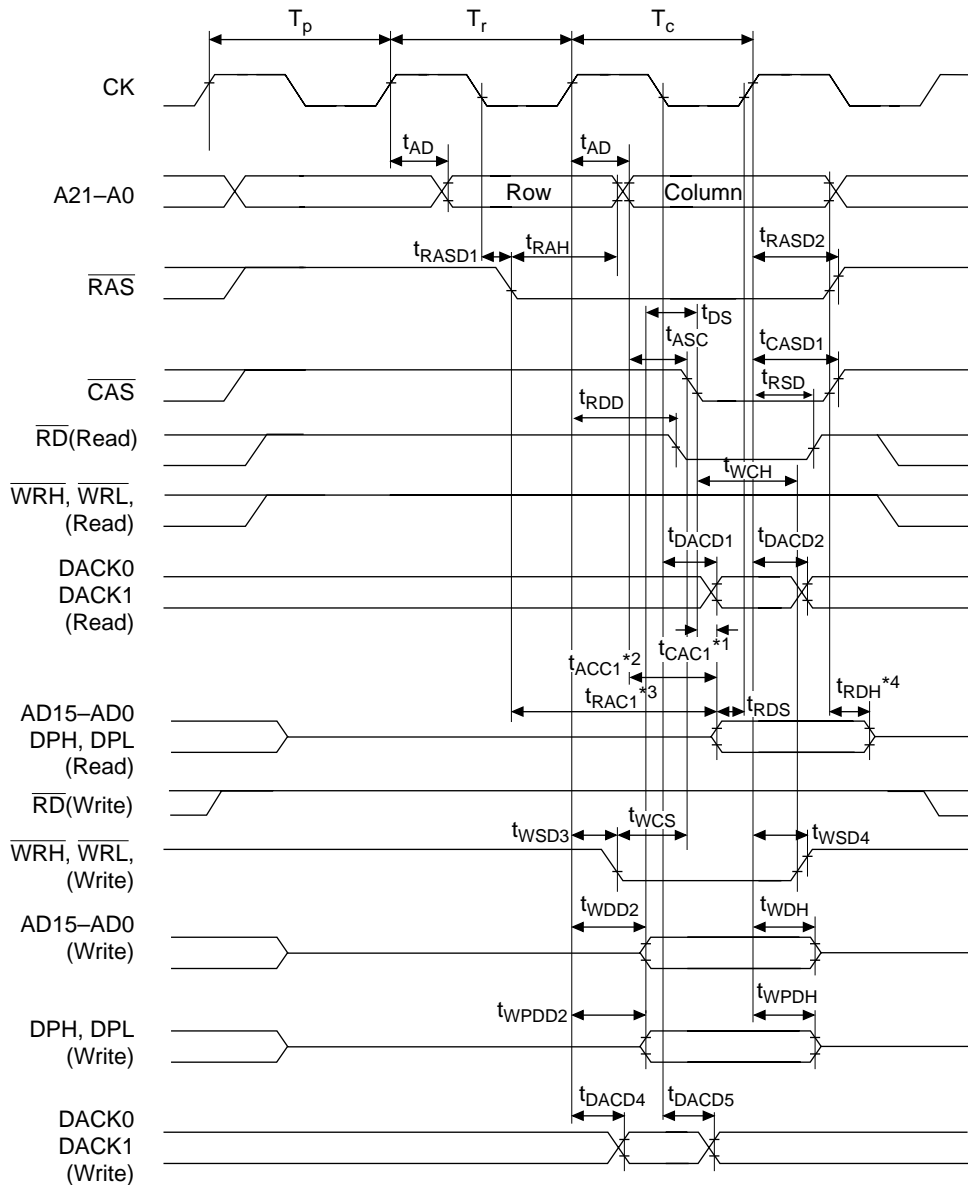 Tp Tr Tc
CK
tAD tAD
A21–A0 Row Column
tRASD1 tRAH tRASD2
RAS
tDS
tASC tCASD1
CAS tRSD
tRDD
RD(Read)
tWCH
WRH, WRL,
(Read)
tDACD1 tDACD2
DACK0
DACK1
(Read)
tCAC1*1
tACC1*2
tRAC1*3 tRDS tRDH*4
AD15–AD0
DPH, DPL
(Read)
RD(Write)
tWSD3 tWCS tWSD4
WRH, WRL,
(Write)
tWDD2 tWDH
AD15–AD0
(Write)
tWPDD2 tWPDH
DPH, DPL
(Write)
tDACD4 tDACD5
DACK0
DACK1
(Write)